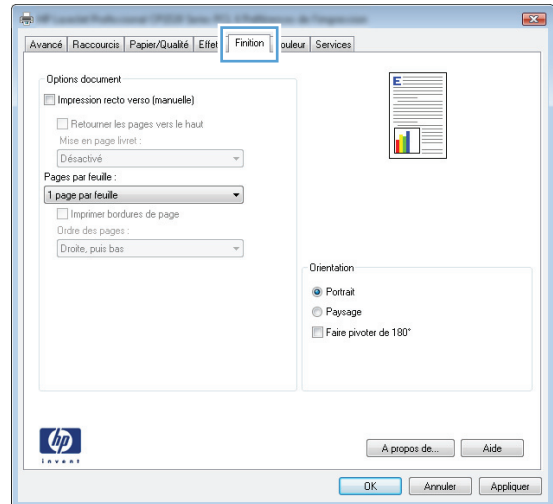 Avancé Raccourcis Papier/Qualité Effet Finition ouleur Services
Options document
Impression recto verso (manuelle)
Retourner les pages vers le haut
Mise en page livret :
Désactivé
Pages par feuille :
1 page par feuille
Imprimer bordures de page
Ordre des pages :
Droite, puis bas
E
Orientation
Portrait
Paysage
Faire pivoter de 180°
hp
invent
A propos de... Aide
OK Annuler Appliquer